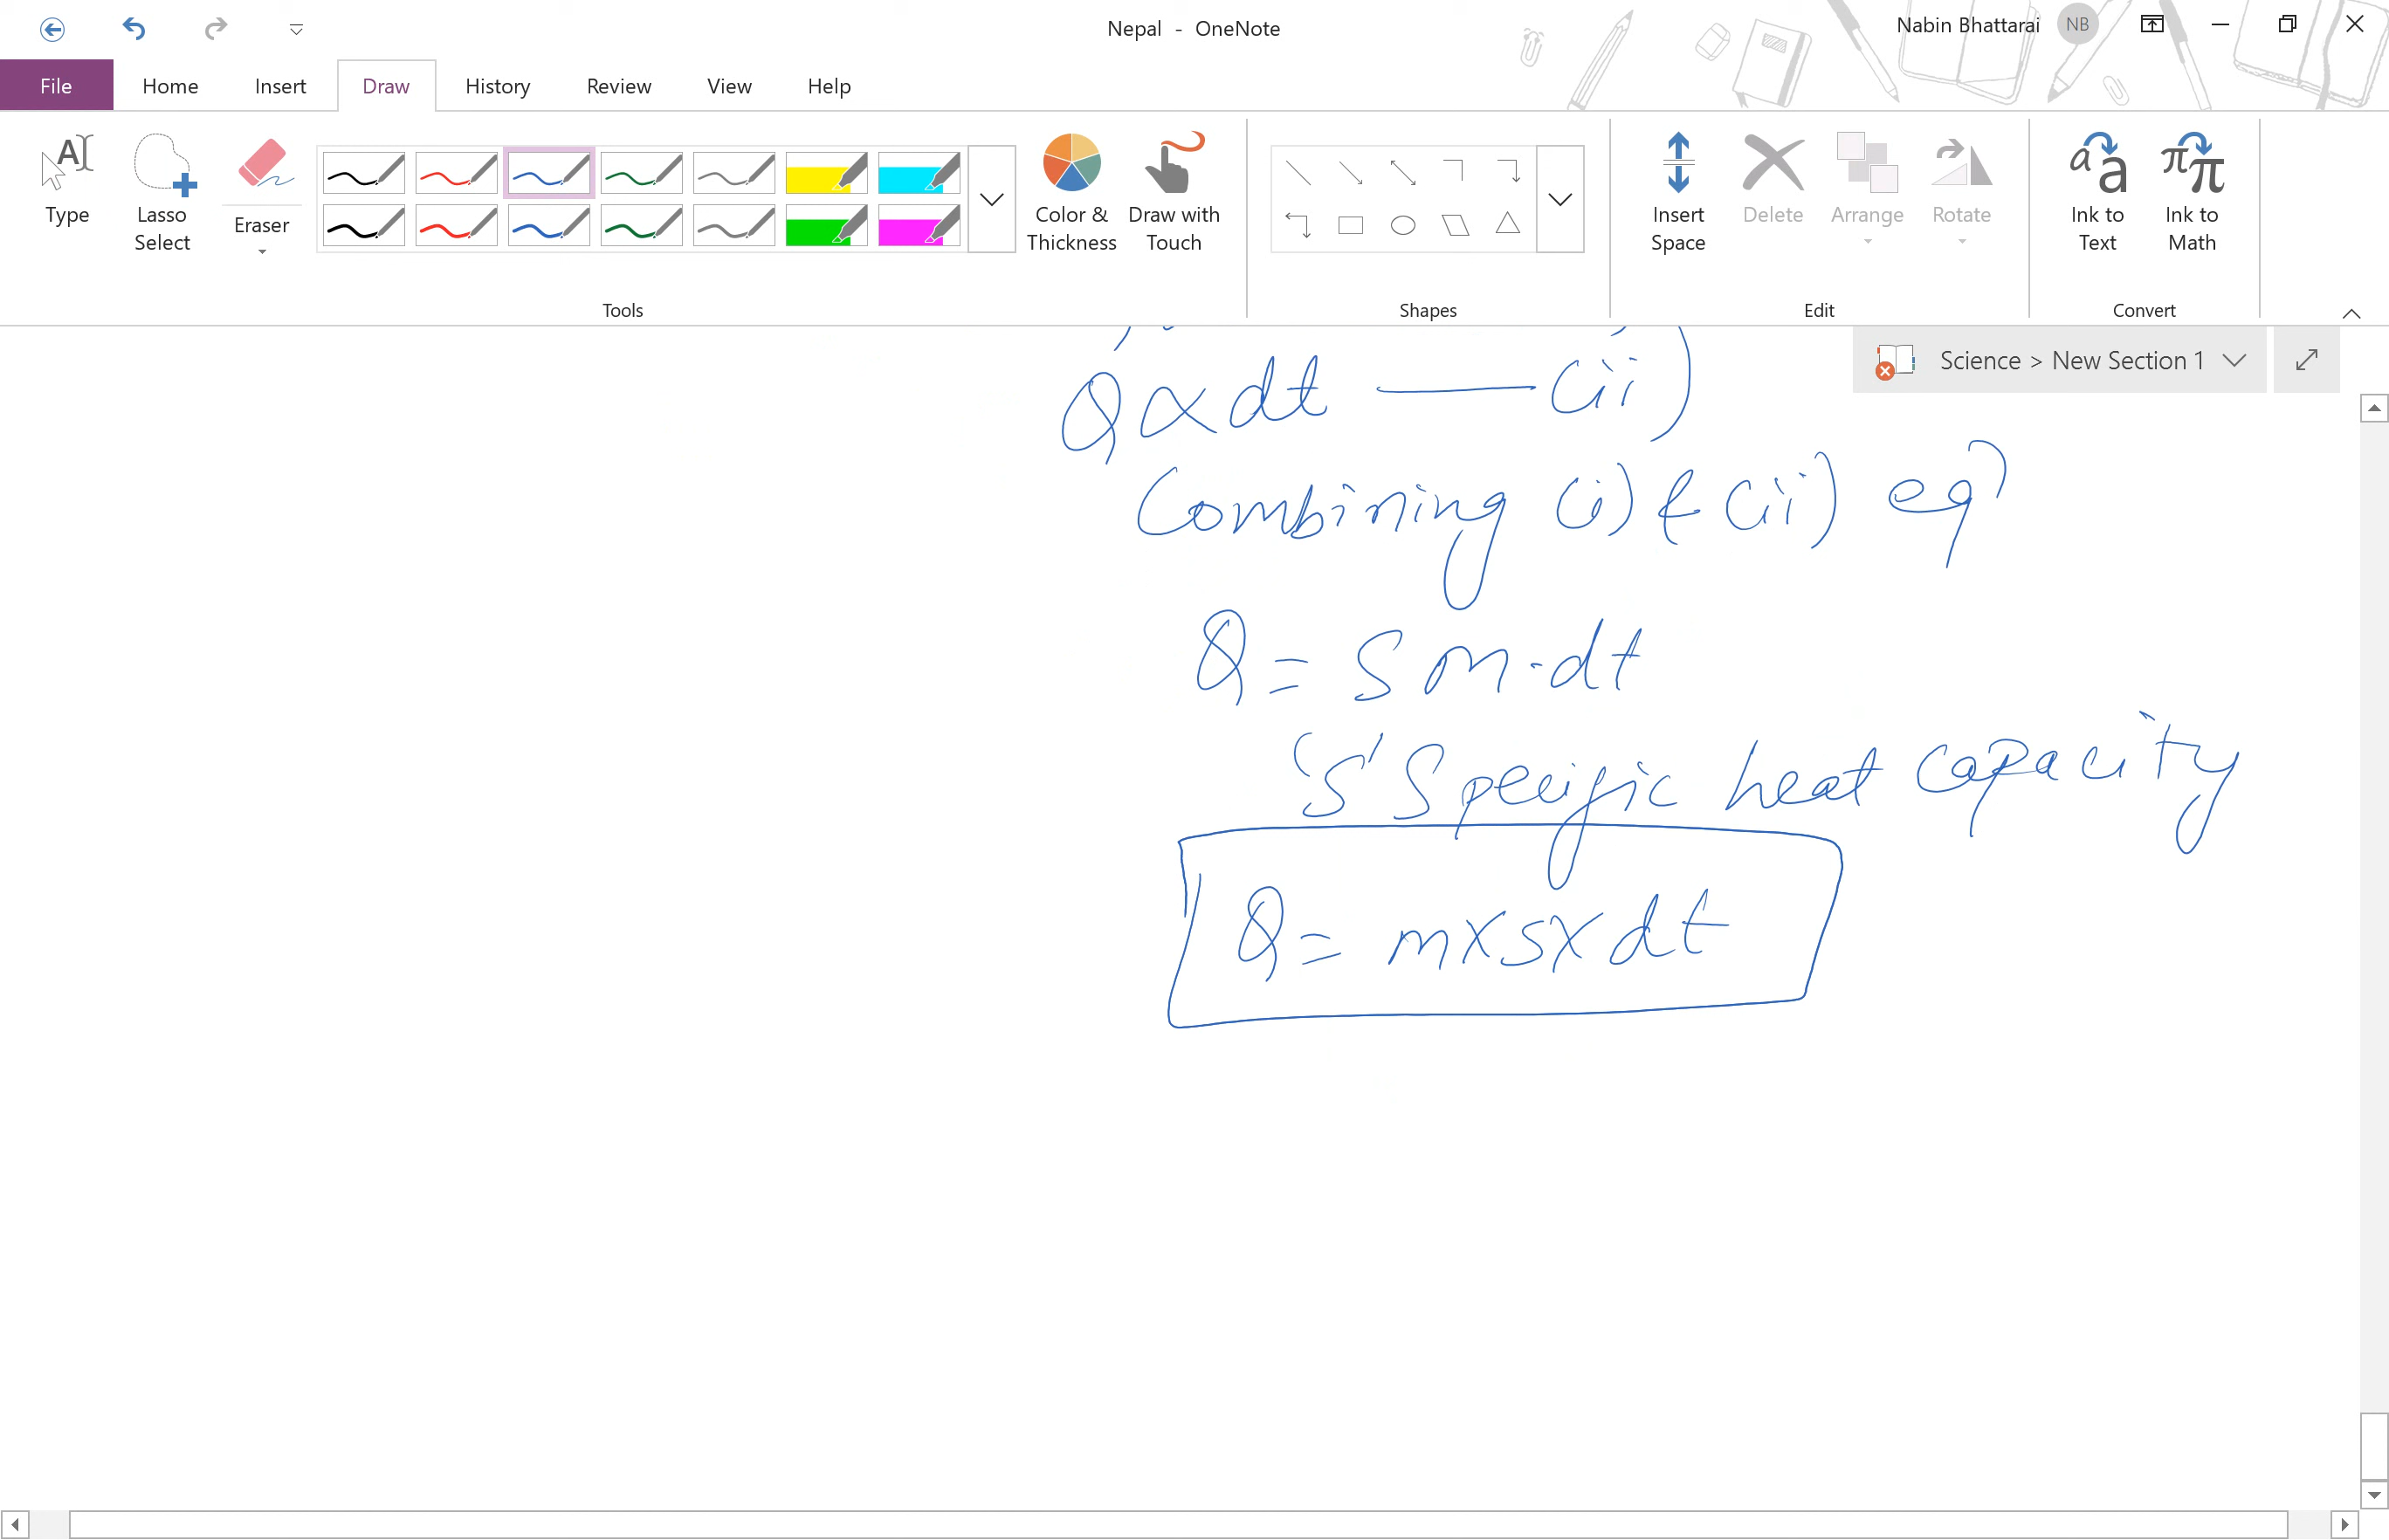 Nepal - OneNote
Nabin Bhattarai NB
File Home Insert Draw History Review View Help
Type
Lasso Select
Eraser
Color & Thickness
Draw with Touch
Insert Space
Delete
Arrange
Rotate
Ink to Text
Ink to Math
Tools
Shapes
Edit
Convert
Science > New Section 1
Q α dt — (ii)
Combining (i) & (ii) eq^n
Q = S m · dt
'S' Specific heat capacity
Q = m x s x dt